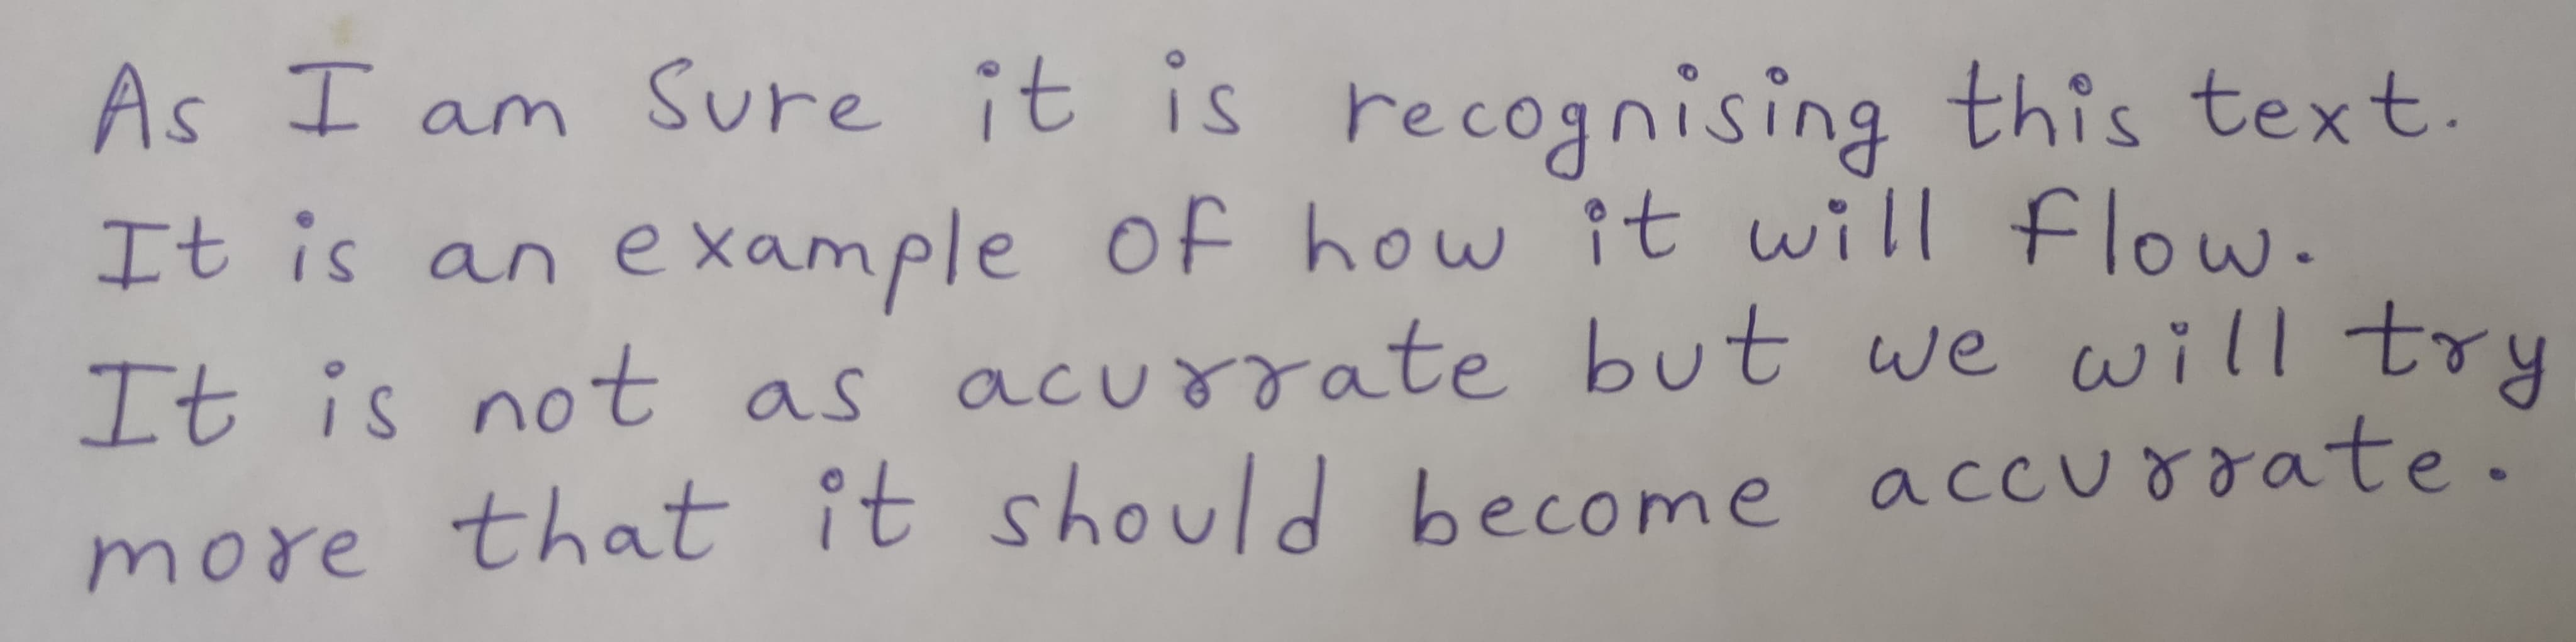 As I am Sure it is recognising this text.
It is an example of how it will flow.
It is not as acurrate but we will try
more that it should become accurrate.